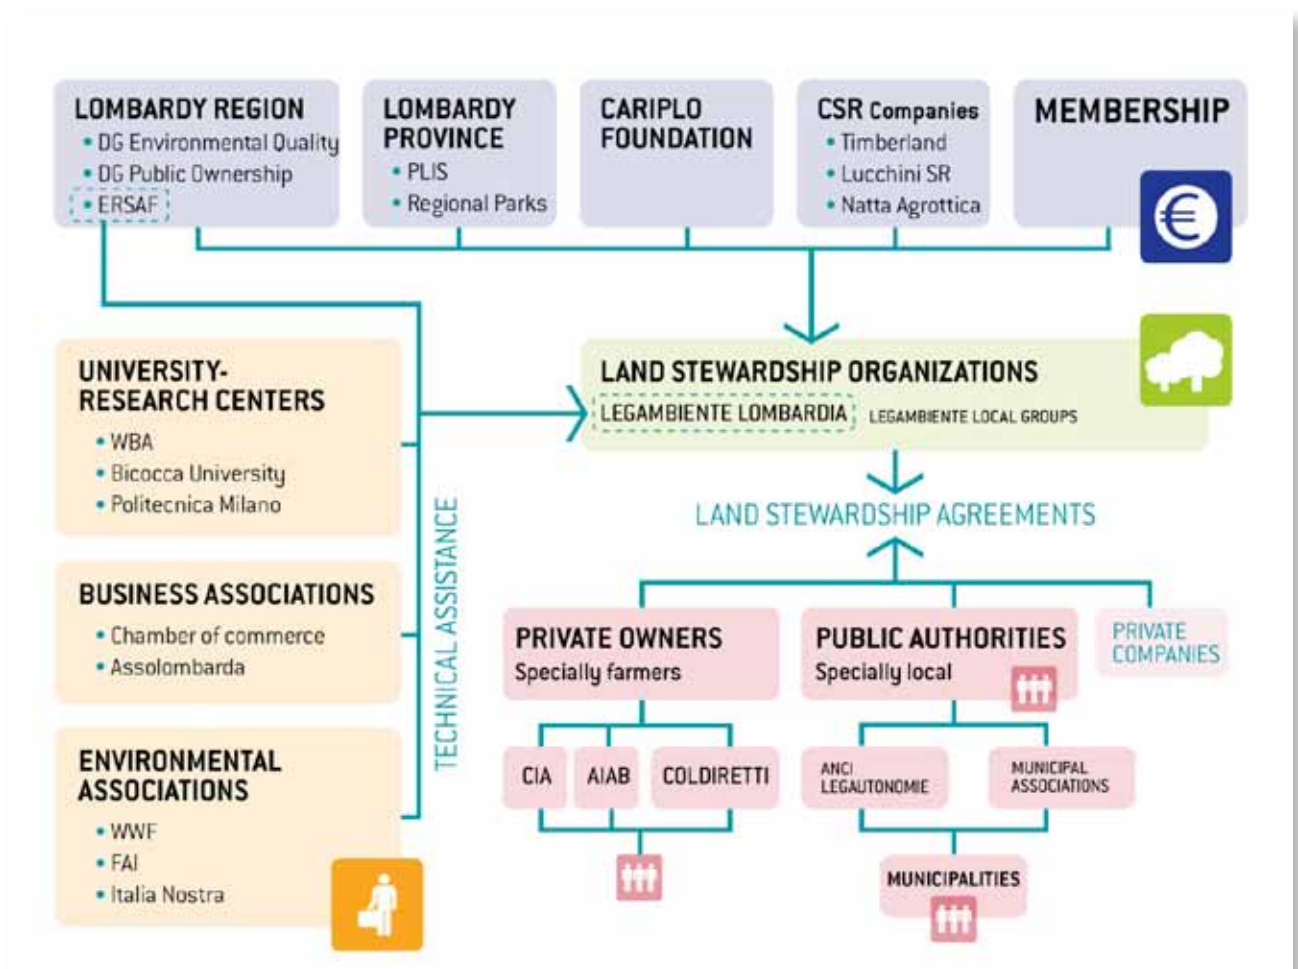 LOMBARDY REGION
• DG Environmental Quality
• DG Public Ownership
• ERSAF
LOMBARDY
PROVINCE
• PLIS
• Regional Parks
CARIPLO
FOUNDATION
CSR Companies
• Timberland
• Lucchini SR
• Natta Agrottica
MEMBERSHIP
€
UNIVERSITY-
RESEARCH CENTERS
• WBA
• Bicocca University
• Politecnica Milano
BUSINESS ASSOCIATIONS
• Chamber of commerce
• Assolombarda
ENVIRONMENTAL
ASSOCIATIONS
• WWF
• FAI
• Italia Nostra
TECHNICAL ASSISTANCE
LAND STEWARDSHIP ORGANIZATIONS
LEGAMBIENTE LOMBARDIA LEGAMBIENTE LOCAL GROUPS
LAND STEWARDSHIP AGREEMENTS
PRIVATE OWNERS
Specially farmers
PUBLIC AUTHORITIES
Specially local
PRIVATE
COMPANIES
CIA
AIAB
COLDIRETTI
ANCI
LEGAUTONOMIE
MUNICIPAL
ASSOCIATIONS
MUNICIPALITIES